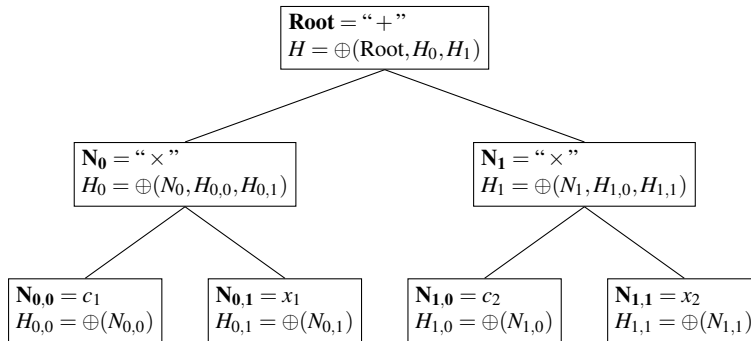 Root = “+”
H = ⊕(Root, H₀, H₁)
N₀ = “×”
H₀ = ⊕(N₀, H₀,₀, H₀,₁)
N₁ = “×”
H₁ = ⊕(N₁, H₁,₀, H₁,₁)
N₀,₀ = c₁
H₀,₀ = ⊕(N₀,₀)
N₀,₁ = x₁
H₀,₁ = ⊕(N₀,₁)
N₁,₀ = c₂
H₁,₀ = ⊕(N₁,₀)
N₁,₁ = x₂
H₁,₁ = ⊕(N₁,₁)